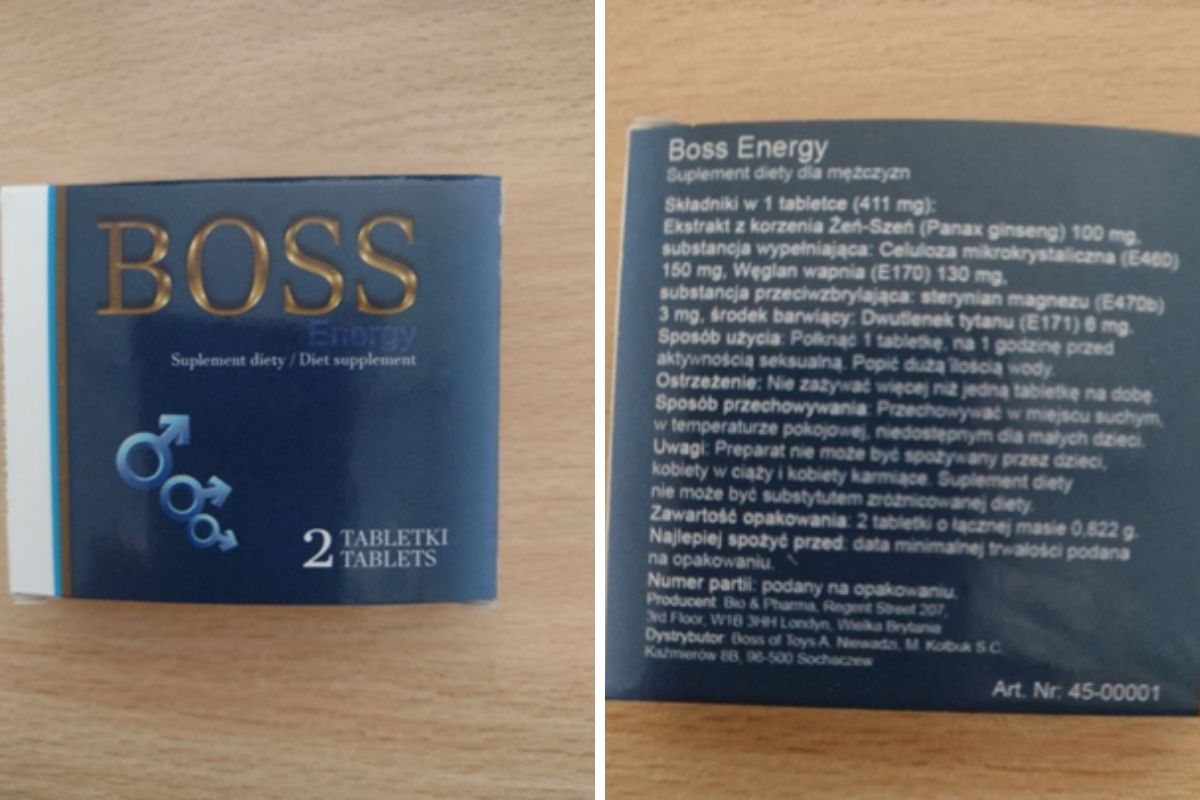 BOSS
Energy
Suplement diety / Diet supplement
2 TABLETKI
TABLETS
Boss Energy
Suplement diety dla mężczyzn
Składniki w 1 tabletce (411 mg):
Ekstrakt z korzenia Żeń-Szeń (Panax ginseng) 100 mg,
substancja wypełniająca: Celuloza mikrokrystaliczna (E460)
150 mg, Węglan wapnia (E170) 130 mg,
substancja przeciwzbrylająca: sterynian magnezu (E470b)
3 mg, środek barwiący: Dwutlenek tytanu (E171) 6 mg.
Sposób użycia: Połknąć 1 tabletkę, na 1 godzinę przed
aktywnością seksualną. Popić dużą ilością wody.
Ostrzeżenie: Nie zażywać więcej niż jedną tabletkę na dobę.
Sposób przechowywania: Przechowywać w miejscu suchym,
w temperaturze pokojowej, niedostępnym dla małych dzieci.
Uwagi: Preparat nie może być spożywany przez dzieci,
kobiety w ciąży i kobiety karmiące. Suplement diety
nie może być substytutem zróżnicowanej diety.
Zawartość opakowania: 2 tabletki o łącznej masie 0,822 g.
Najlepiej spożyć przed: data minimalnej trwałości podana
na opakowaniu.
Numer partii: podany na opakowaniu.
Producent: Bio & Pharma, Regent Street 207,
3rd Floor, W1B 3HH Londyn, Wielka Brytania
Dystrybutor: Boss of Toys A. Niewadzi, M. Kolbuk S.C.
Kaźmierów 8B, 96-500 Sochaczew
Art. Nr: 45-00001